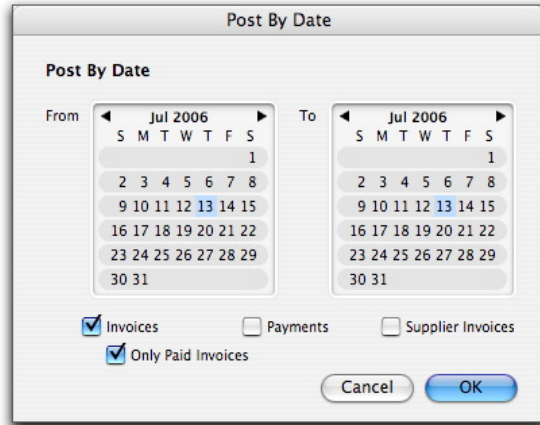 Post By Date
Post By Date
From
Jul 2006
S M T W T F S
1
2 3 4 5 6 7 8
9 10 11 12 13 14 15
16 17 18 19 20 21 22
23 24 25 26 27 28 29
30 31
To
Jul 2006
S M T W T F S
1
2 3 4 5 6 7 8
9 10 11 12 13 14 15
16 17 18 19 20 21 22
23 24 25 26 27 28 29
30 31
Invoices Payments Supplier Invoices
Only Paid Invoices
Cancel OK